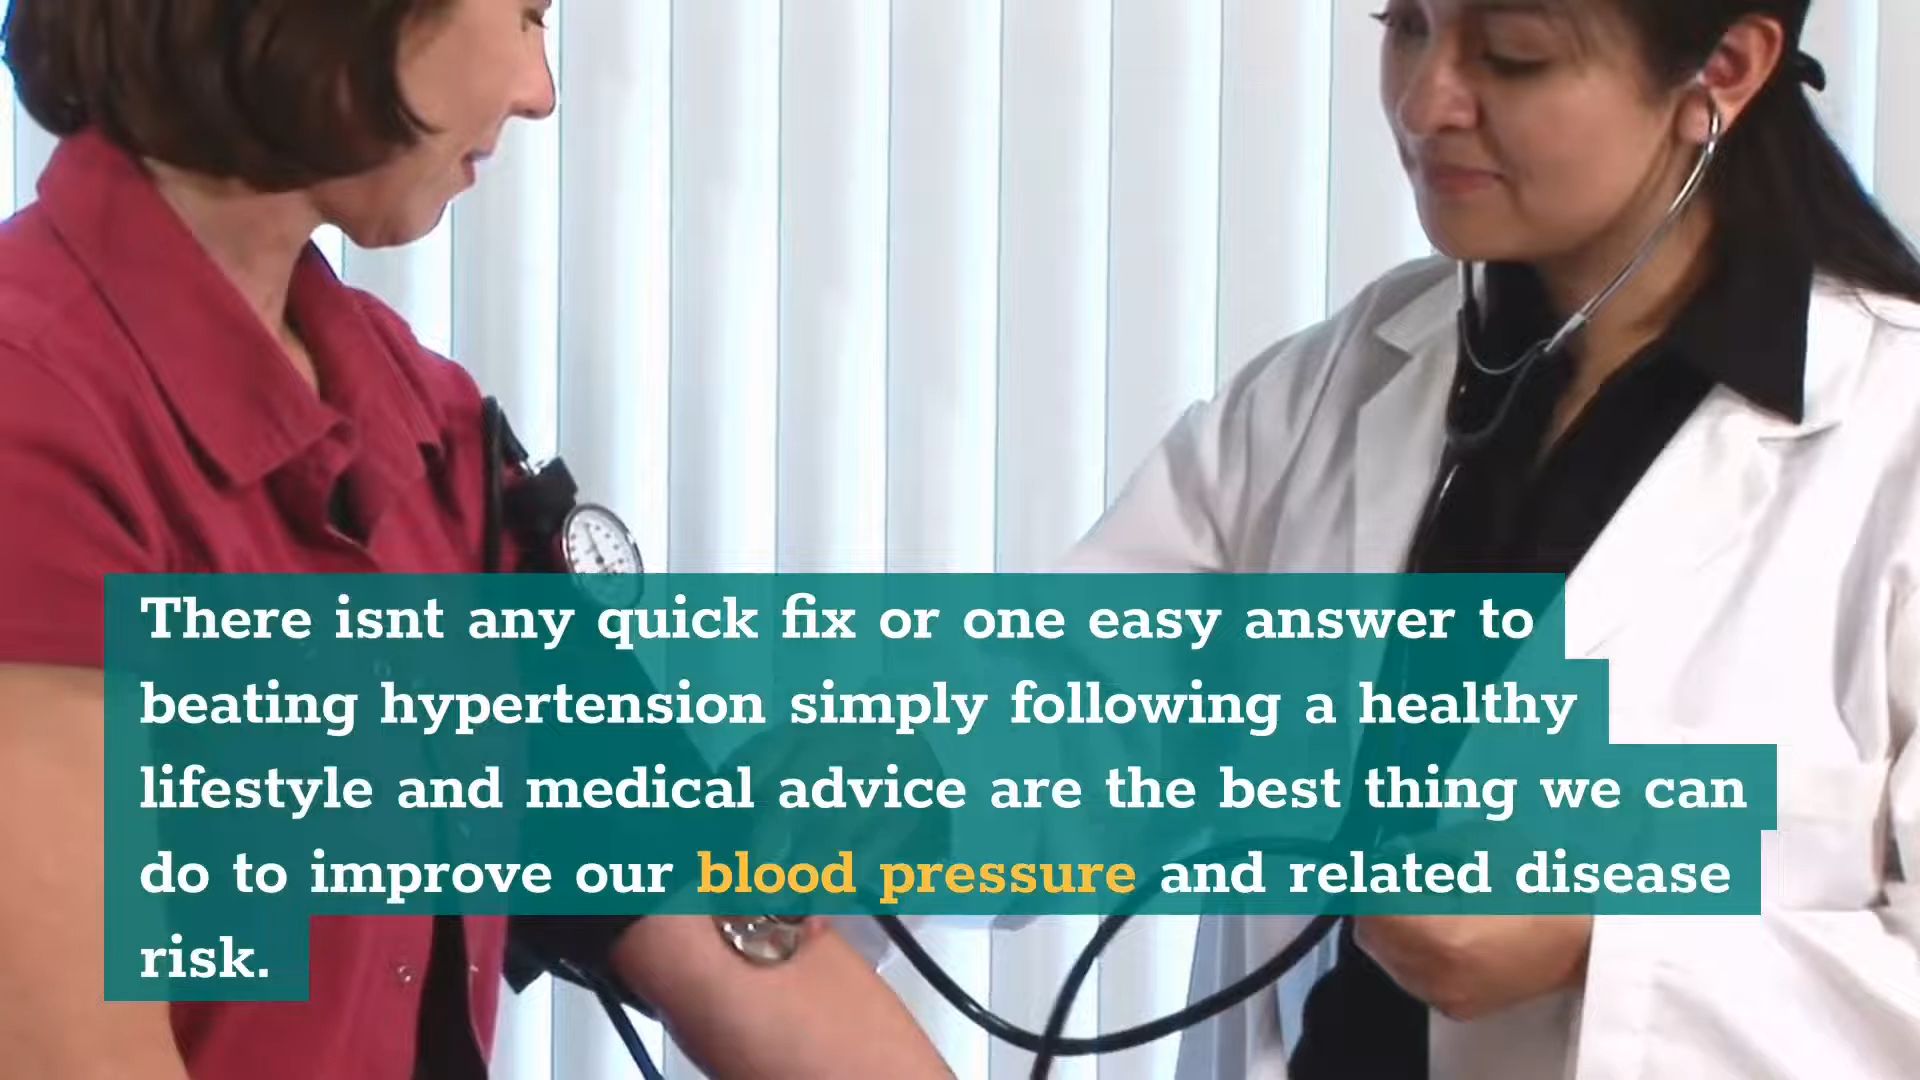 There isnt any quick fix or one easy answer to
beating hypertension simply following a healthy
lifestyle and medical advice are the best thing we can
do to improve our blood pressure and related disease
risk.